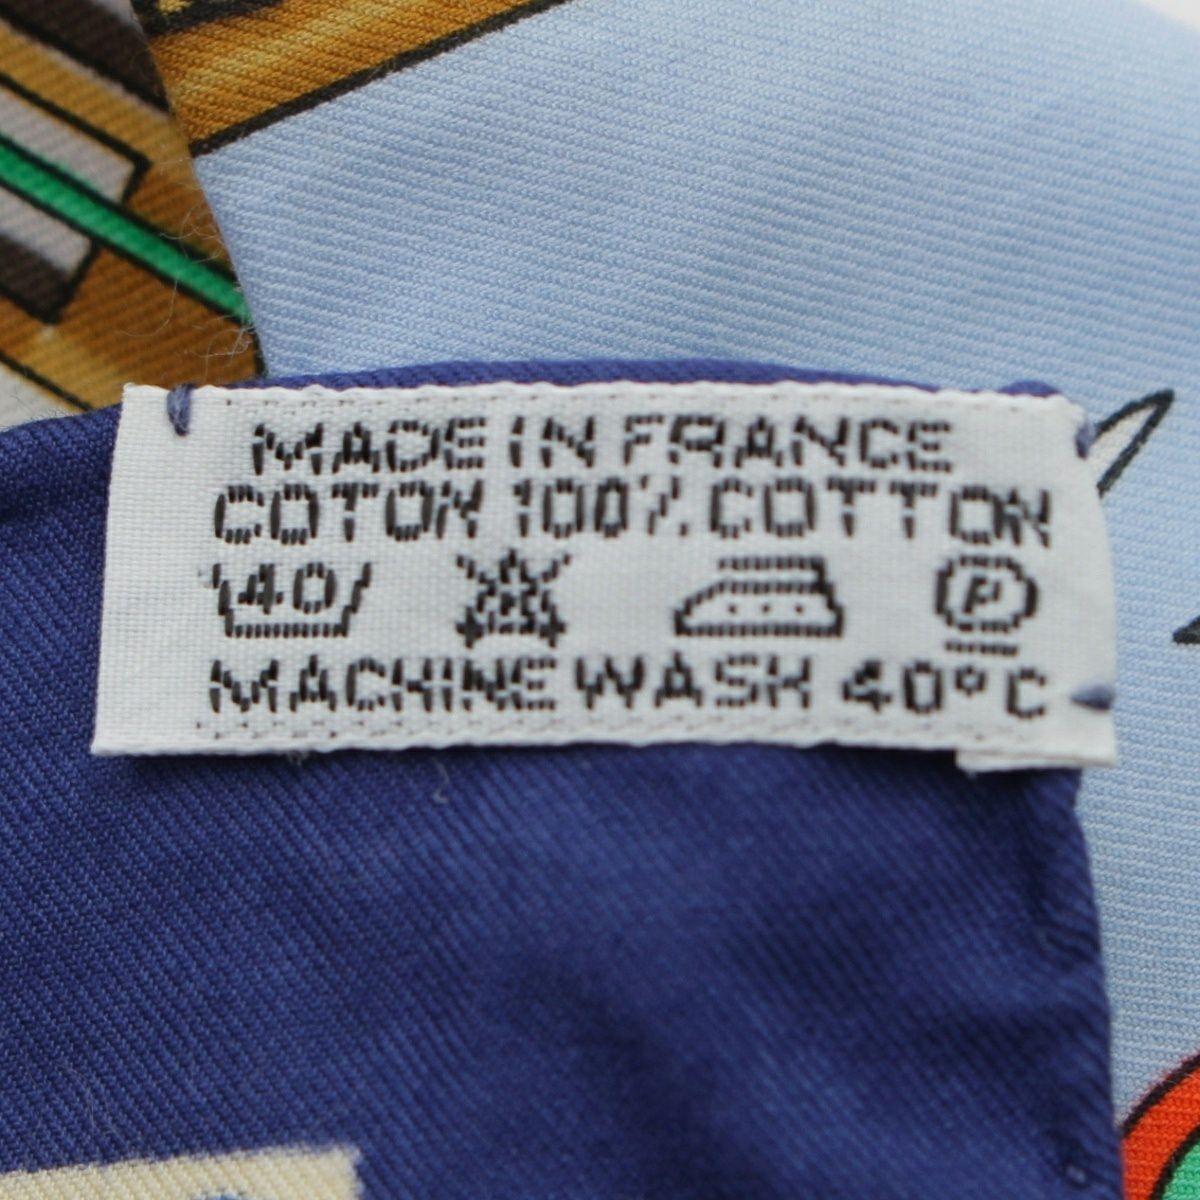 MADE IN FRANCE
COTON 100% COTTON
40 P
MACHINE WASH 40°C